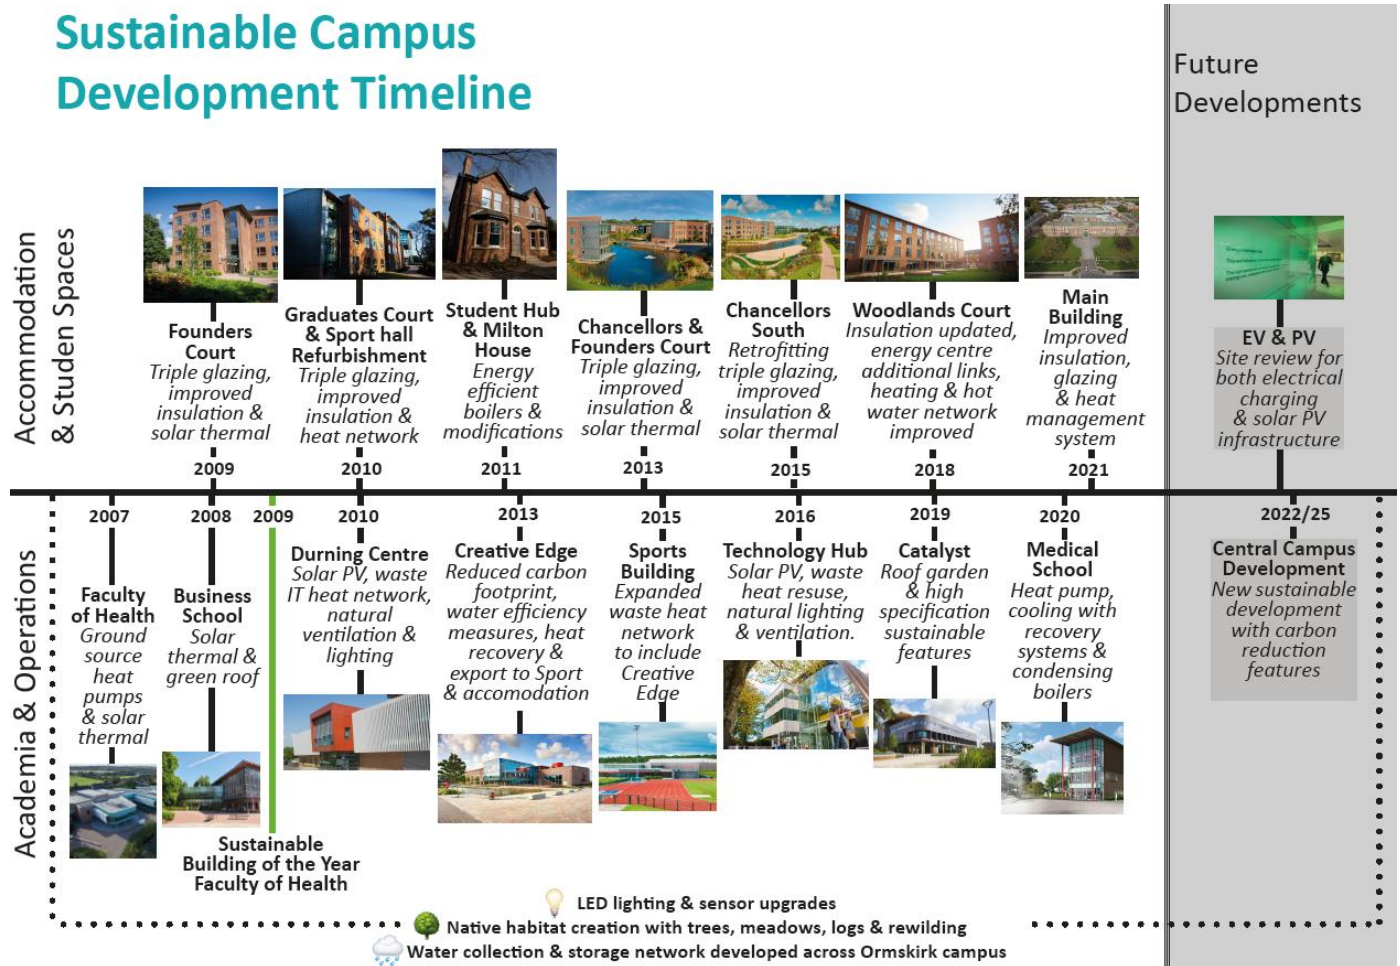 Sustainable Campus
Development Timeline
Future
Developments
Accommodation
& Studen Spaces
Founders
Court
Triple glazing,
improved
insulation &
solar thermal
2009
Graduates Court
& Sport hall
Refurbishment
Triple glazing,
improved
insulation &
heat network
2010
Student Hub
& Milton
House
Energy
efficient
boilers &
modifications
2011
Chancellors &
Founders Court
Triple glazing,
improved
insulation &
solar thermal
2013
Chancellors
South
Retrofitting
triple glazing,
improved
insulation &
solar thermal
2015
Woodlands Court
Insulation updated,
energy centre
additional links,
heating & hot
water network
improved
2018
Main
Building
Improved
insulation,
glazing
& heat
management
system
2021
EV & PV
Site review for
both electrical
charging
& solar PV
infrastructure
Academia & Operations
2007
Faculty
of Health
Ground
source
heat
pumps
& solar
thermal
2008
Business
School
Solar
thermal &
green roof
2009
Sustainable
Building of the Year
Faculty of Health
2010
Durning Centre
Solar PV, waste
IT heat network,
natural
ventilation &
lighting
2013
Creative Edge
Reduced carbon
footprint,
water efficiency
measures, heat
recovery &
export to Sport
& accomodation
2015
Sports
Building
Expanded
waste heat
network
to include
Creative
Edge
2016
Technology Hub
Solar PV, waste
heat resuse,
natural lighting
& ventilation.
2019
Catalyst
Roof garden
& high
specification
sustainable
features
2020
Medical
School
Heat pump,
cooling with
recovery
systems &
condensing
boilers
2022/25
Central Campus
Development
New sustainable
development
with carbon
reduction
features
LED lighting & sensor upgrades
Native habitat creation with trees, meadows, logs & rewilding
Water collection & storage network developed across Ormskirk campus